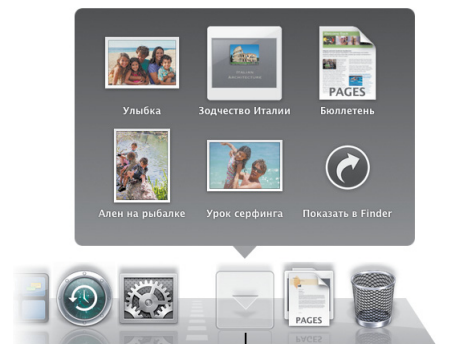 Улыбка
Зодчество Италии
PAGES
Бюллетень
Ален на рыбалке
Урок серфинга
Показать в Finder
PAGES